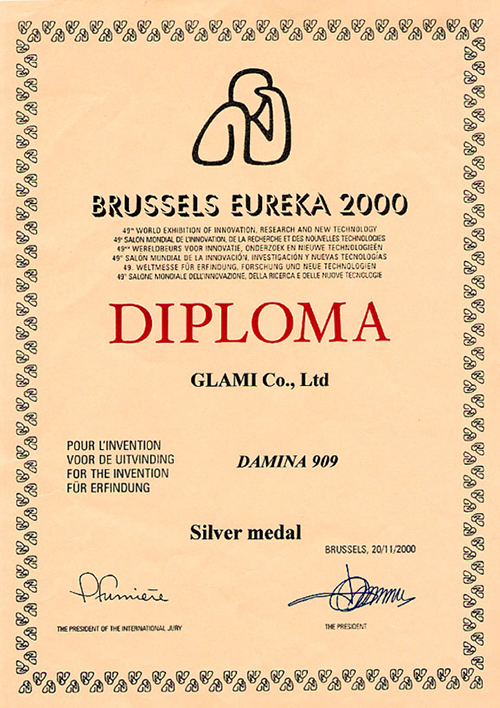 BRUSSELS EUREKA 2000
49th WORLD EXHIBITION OF INNOVATION, RESEARCH AND NEW TECHNOLOGY
49e SALON MONDIAL DE L'INNOVATION, DE LA RECHERCHE ET DES NOUVELLES TECHNOLOGIES
49ste WERELDBEURS VOOR INNOVATIE, ONDERZOEK EN NIEUWE TECHNOLOGIEËN
49° SALÓN MUNDIAL DE LA INNOVACIÓN, INVESTIGACIÓN Y NUEVAS TECNOLOGÍAS
49. WELTMESSE FÜR ERFINDUNG, FORSCHUNG UND NEUE TECHNOLOGIEN
49° SALONE MONDIALE DELL'INNOVAZIONE, DELLA RICERCA E DELLE NUOVE TECNOLOGIE
DIPLOMA
GLAMI Co., Ltd
POUR L'INVENTION
VOOR DE UITVINDING
FOR THE INVENTION
FÜR ERFINDUNG
DAMINA 909
Silver medal
BRUSSELS, 20/11/2000
THE PRESIDENT OF THE INTERNATIONAL JURY
THE PRESIDENT